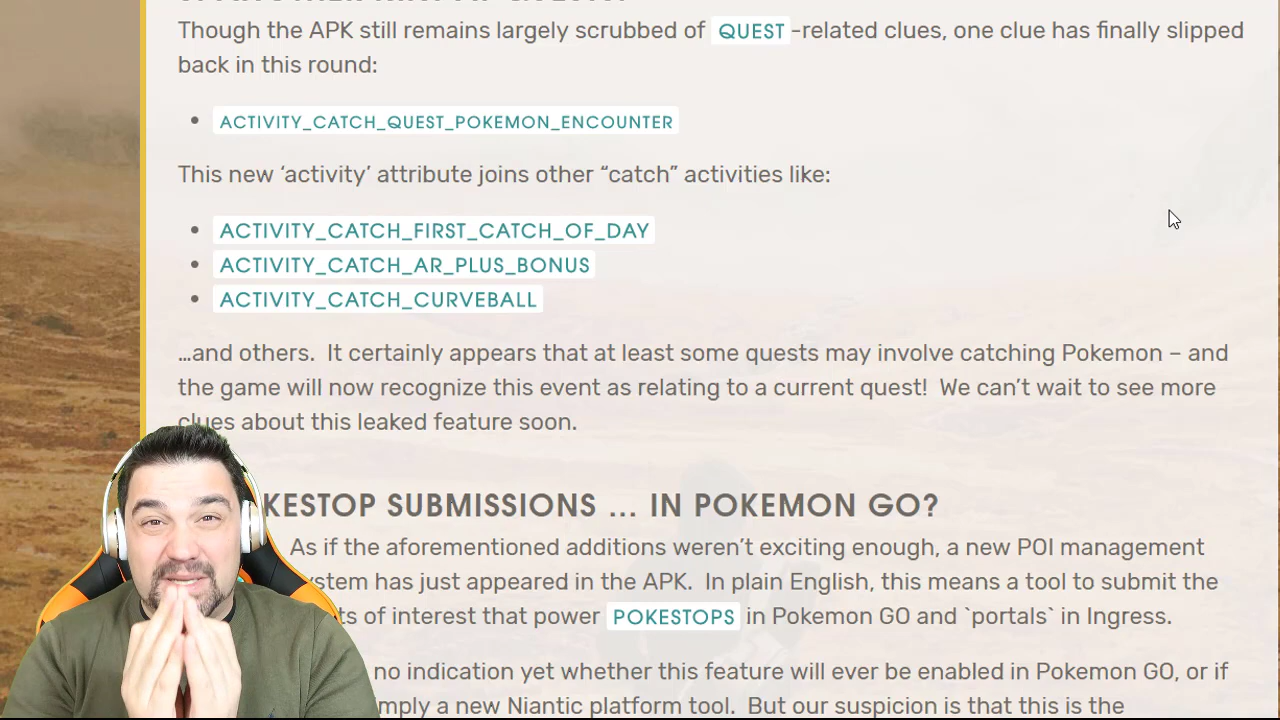 Though the APK still remains largely scrubbed of QUEST-related clues, one clue has finally slipped
back in this round:
• ACTIVITY_CATCH_QUEST_POKEMON_ENCOUNTER
This new ‘activity’ attribute joins other “catch” activities like:
• ACTIVITY_CATCH_FIRST_CATCH_OF_DAY
• ACTIVITY_CATCH_AR_PLUS_BONUS
• ACTIVITY_CATCH_CURVEBALL
…and others. It certainly appears that at least some quests may involve catching Pokemon – and
the game will now recognize this event as relating to a current quest! We can’t wait to see more
clues about this leaked feature soon.
KESTOP SUBMISSIONS ... IN POKEMON GO?
As if the aforementioned additions weren’t exciting enough, a new POI management
ystem has just appeared in the APK. In plain English, this means a tool to submit the
ts of interest that power POKESTOPS in Pokemon GO and `portals` in Ingress.
no indication yet whether this feature will ever be enabled in Pokemon GO, or if
mply a new Niantic platform tool. But our suspicion is that this is the